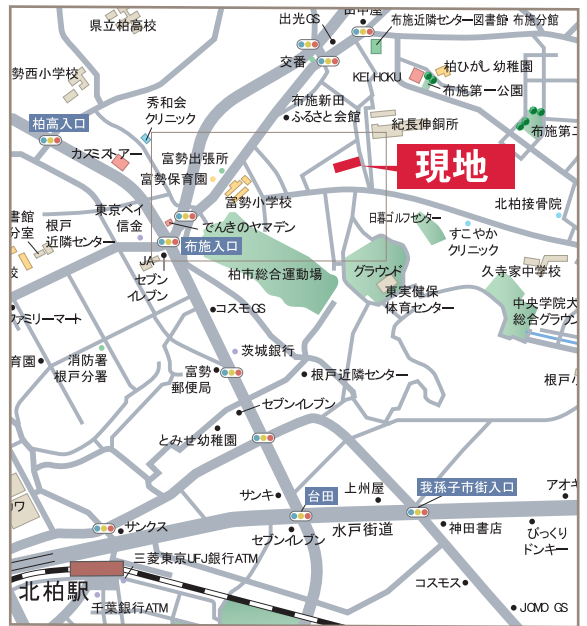 県立柏高校
出光GS
田中屋
布施近隣センター図書館・布施分館
交番
KEIHOKU
柏ひがし幼稚園
布施第一公園
勢西小学校
秀和会
クリニック
布施新田
ふるさと会館
紀長伸銅所
布施第二
柏高入口
カスミストアー
富勢出張所
富勢保育園
現地
富勢小学校
北柏接骨院
東京ベイ
信金
でんきのヤマデン
日暮ゴルフセンター
すこやか
クリニック
書館
分室
根戸
近隣センター
布施入口
JA
セブン
イレブン
柏市総合運動場
グラウンド
久寺家中学校
校
東実健保
体育センター
中央学院大
総合グラウン
ファミリーマート
コスモGS
茨城銀行
育園
消防署
根戸分署
富勢
郵便局
根戸近隣センター
根戸小
セブンイレブン
とみせ幼稚園
サンキ
台田
上州屋
我孫子市街入口
アオキ
カワ
サンクス
セブンイレブン
水戸街道
神田書店
びっくり
ドンキー
三菱東京UFJ銀行ATM
北柏駅
千葉銀行ATM
コスモス
JOMO GS